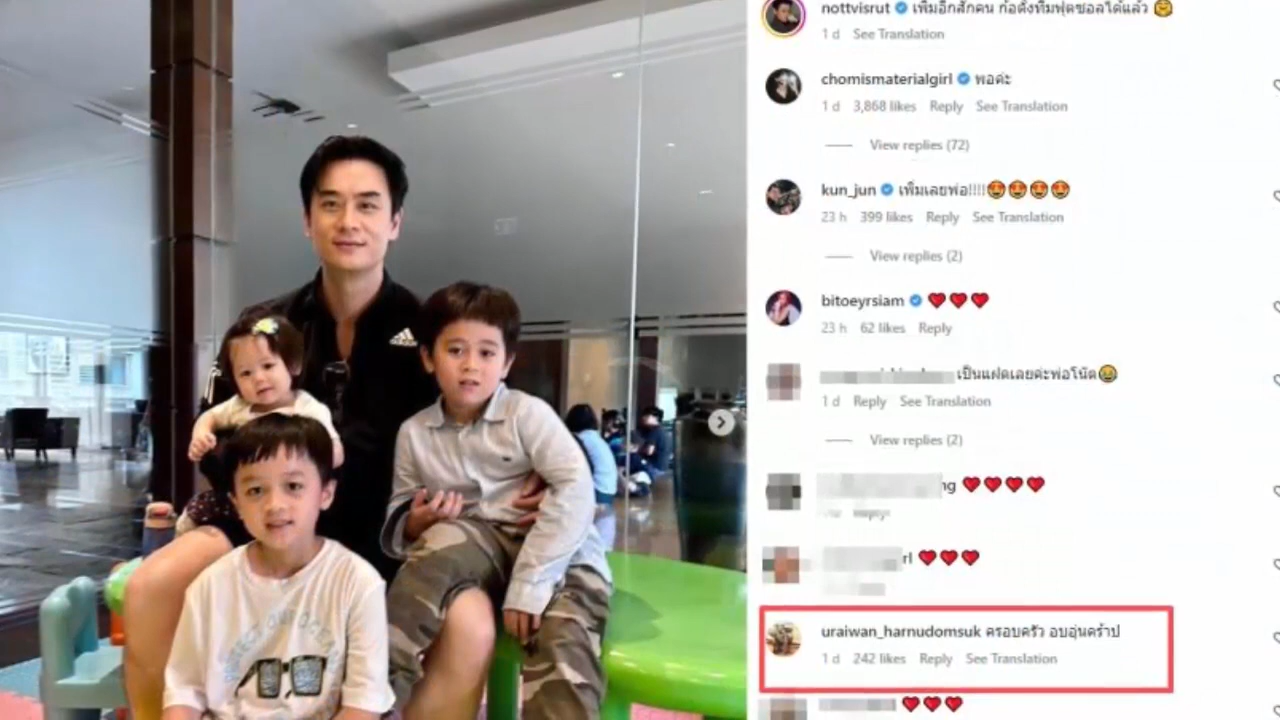 nottvisrut เพิ่มอีกสักคน ก้อตั้งทีมฟุตซอลได้แล้ว
1 d See Translation
chomismaterialgirl พอค่ะ
1 d 3,868 likes Reply See Translation
View replies (72)
kun_jun เพิ่มเลยพ่อ!!!!😍😍😍😍
23 h 399 likes Reply See Translation
View replies (2)
bitoeyrsiam ❤️❤️❤️
23 h 62 likes Reply
เป็นแฝดเลยค่ะพ่อโน๊ต😂
1 d Reply See Translation
View replies (2)
ng ❤️❤️❤️❤️
Reply
rl ❤️❤️❤️
uraiwan_harnudomsuk ครอบครัว อบอุ่นคร้าป
1 d 242 likes Reply See Translation
❤️❤️❤️
adidas